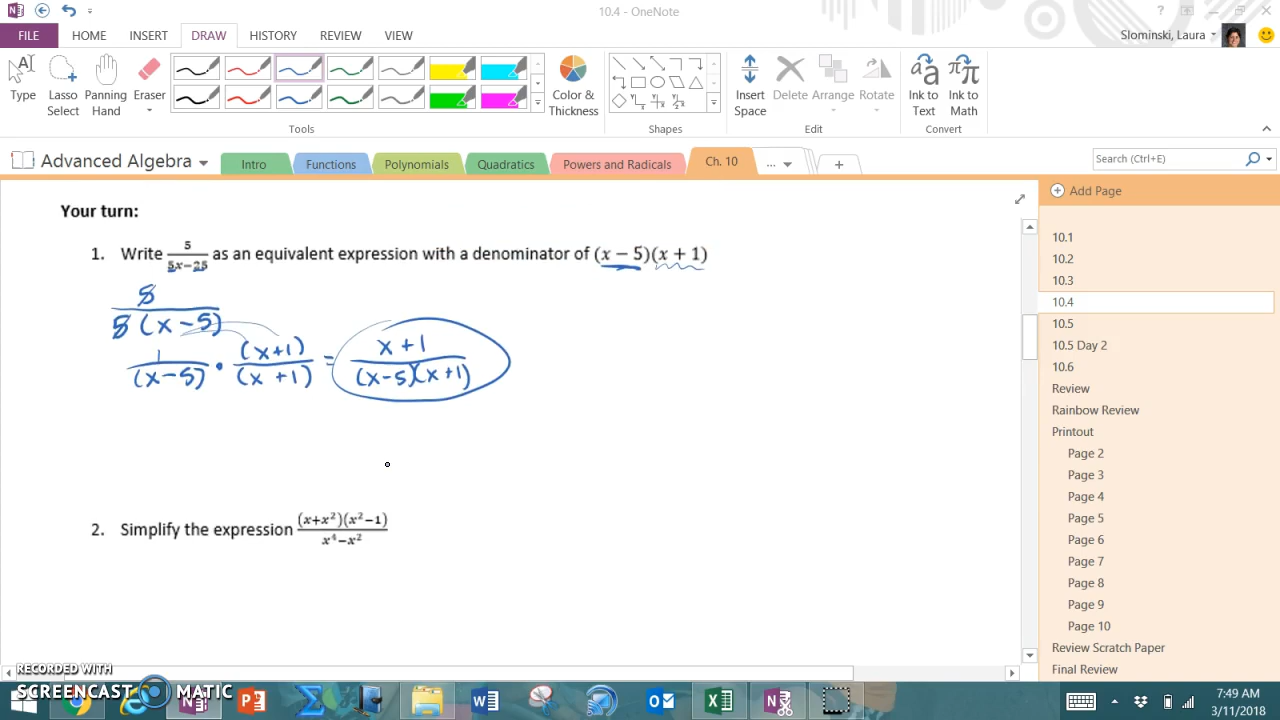 10.4 - OneNote
FILE HOME INSERT DRAW HISTORY REVIEW VIEW
Slominski, Laura
Type Lasso Select Panning Hand Eraser
Color & Thickness
Insert Space Delete Arrange Rotate
Ink to Text Ink to Math
Tools Shapes Edit Convert
Advanced Algebra
Intro Functions Polynomials Quadratics Powers and Radicals Ch. 10 ...
Search (Ctrl+E)
Add Page
10.1
10.2
10.3
10.4
10.5
10.5 Day 2
10.6
Review
Rainbow Review
Printout
Page 2
Page 3
Page 4
Page 5
Page 6
Page 7
Page 8
Page 9
Page 10
Review Scratch Paper
Final Review
Your turn:
1. Write 5/(5x−25) as an equivalent expression with a denominator of (x − 5)(x + 1)
5
5 (x − 5)
1/(x−5) • (x+1)/(x+1) = (x+1)/((x−5)(x+1))
2. Simplify the expression (x+x²)(x²−1)/(x⁴−x²)
RECORDED WITH
SCREENCAST MATIC
7:49 AM
3/11/2018